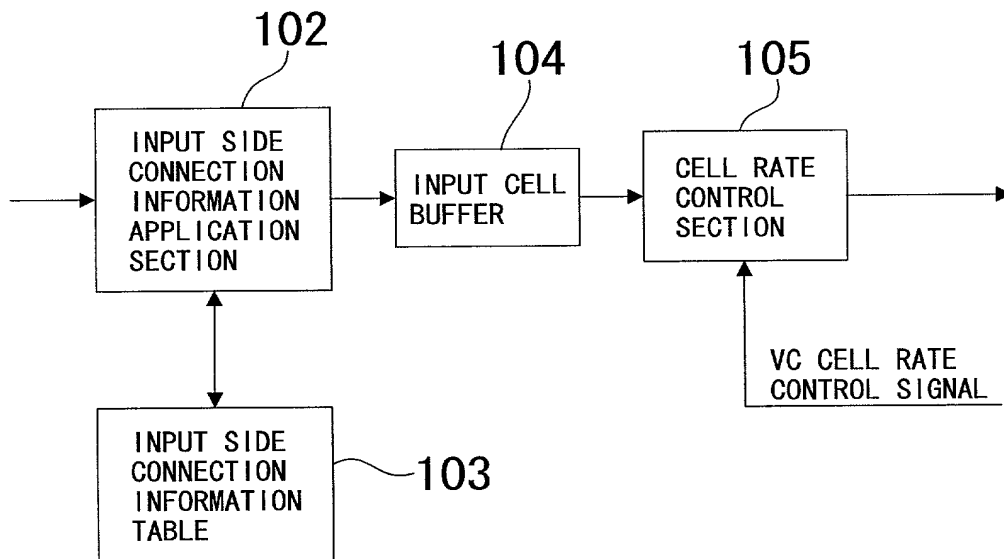 102
104
105
INPUT SIDE
CONNECTION
INFORMATION
APPLICATION
SECTION
INPUT CELL
BUFFER
CELL RATE
CONTROL
SECTION
VC CELL RATE
CONTROL SIGNAL
INPUT SIDE
CONNECTION
INFORMATION
TABLE
103